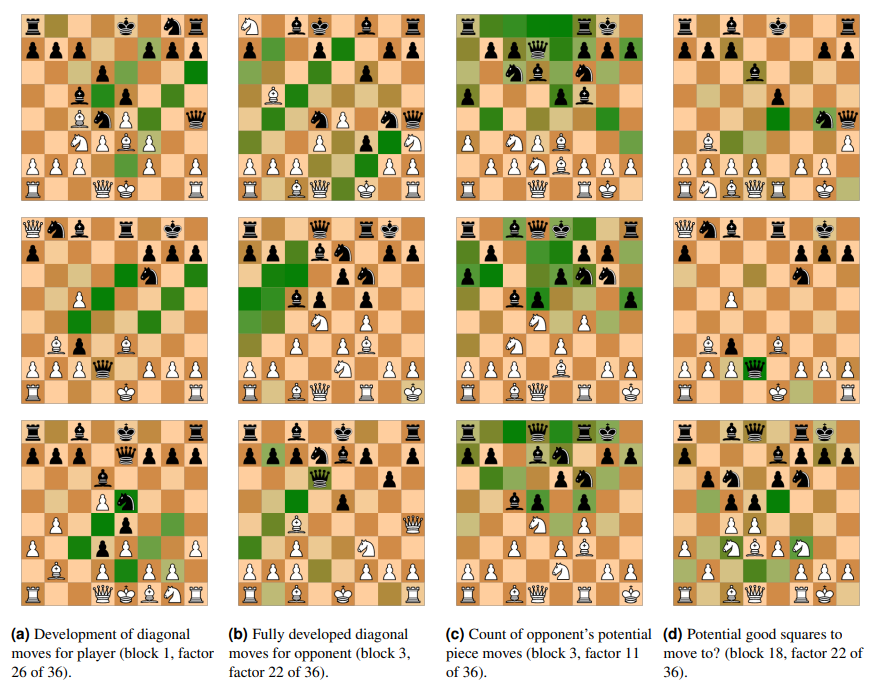 (a) Development of diagonal
moves for player (block 1, factor
26 of 36).
(b) Fully developed diagonal
moves for opponent (block 3,
factor 22 of 36).
(c) Count of opponent's potential
piece moves (block 3, factor 11
of 36).
(d) Potential good squares to
move to? (block 18, factor 22 of
36).